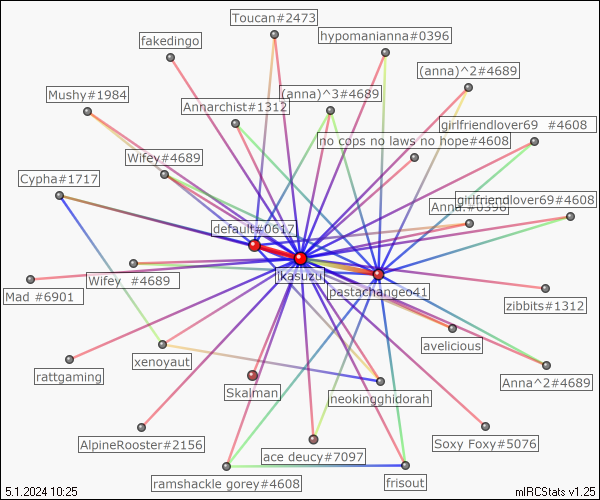 Toucan#2473
hypomanianna#0396
fakedingo
(anna)^2#4689
Mushy#1984
(anna)^3#4689
Annarchist#1312
girlfriendlover69 #4608
no cops no laws no hope#4608
Wifey#4689
Cypha#1717
girlfriendlover69#4608
Anna.#0396
default#0617
ikasuzu
Wifey #4689
pastachangeo41
Mad #6901
zibbits#1312
avelicious
xenoyaut
rattgaming
Anna^2#4689
Skalman
neokingghidorah
AlpineRooster#2156
Soxy Foxy#5076
ace deucy#7097
ramshackle gorey#4608
frisout
5.1.2024 10:25
mIRCStats v1.25